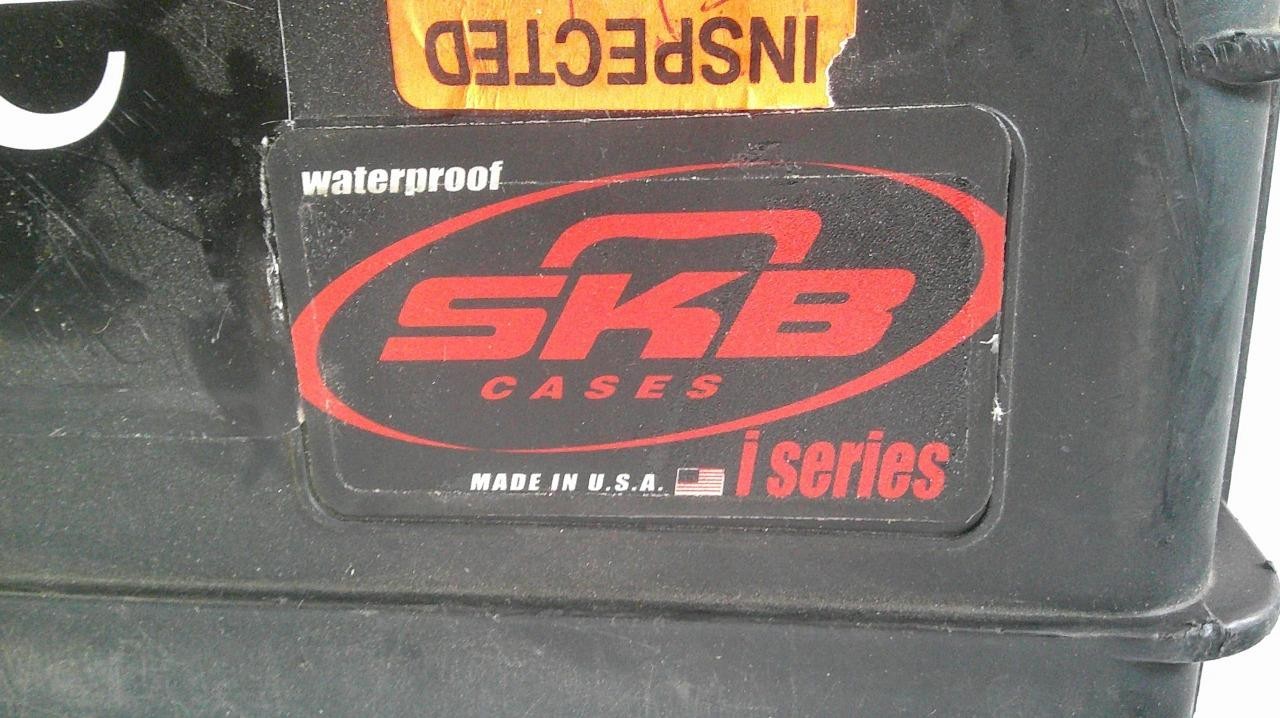 INSPECTED
waterproof
SKB
CASES
MADE IN U.S.A.
i series